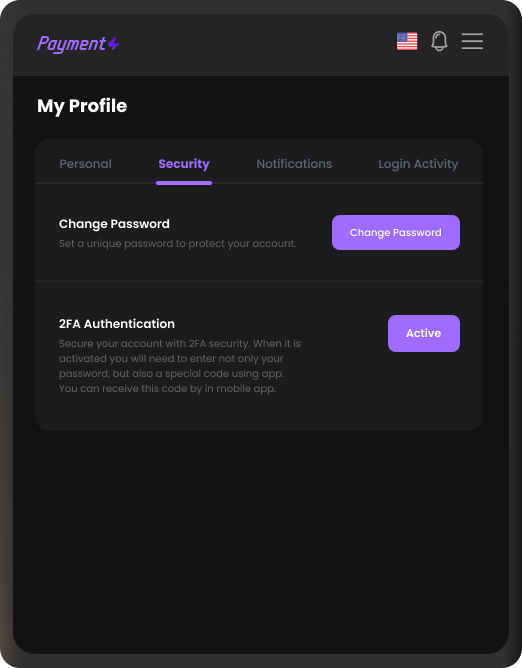 Payment
My Profile
Personal Security Notifications Login Activity
Change Password
Set a unique password to protect your account.
Change Password
2FA Authentication
Secure your account with 2FA security. When it is
activated you will need to enter not only your
password, but also a special code using app.
You can receive this code by in mobile app.
Active